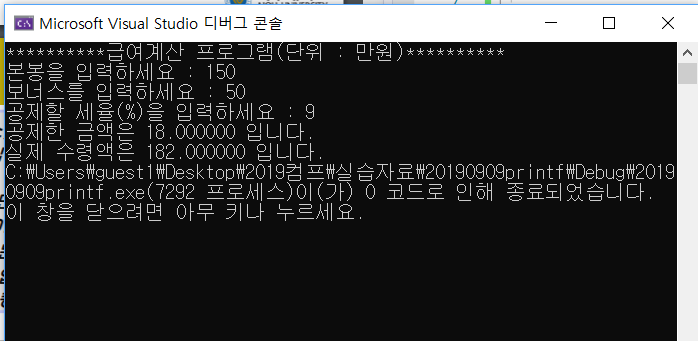 Microsoft Visual Studio 디버그 콘솔
**********급여계산 프로그램(단위 : 만원)**********
본봉을 입력하세요 : 150
보너스를 입력하세요 : 50
공제할 세율(%)을 입력하세요 : 9
공제한 금액은 18.000000 입니다.
실제 수령액은 182.000000 입니다.
C:₩Users₩guest1₩Desktop₩2019컴프₩실습자료₩20190909printf₩Debug₩2019
0909printf.exe(7292 프로세스)이(가) 0 코드로 인해 종료되었습니다.
이 창을 닫으려면 아무 키나 누르세요.